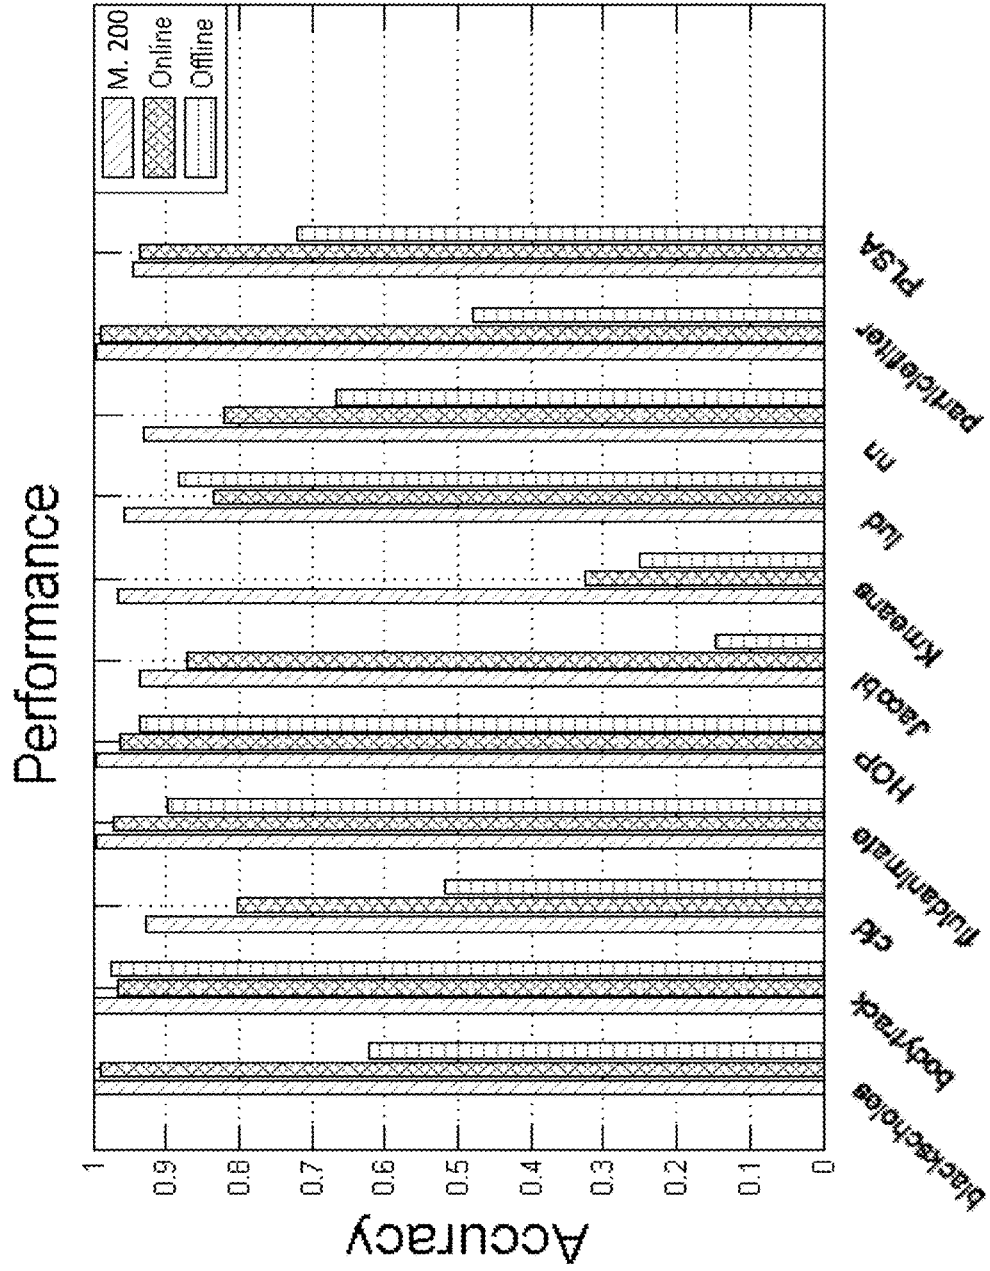 Performance
M. 200
Online
Offline
Accuracy
1
0.9
0.8
0.7
0.6
0.5
0.4
0.3
0.2
0.1
0
blackscholes
bodytrack
cfd
fluidanimate
HOP
Jacobi
Kmeans
lud
nn
particlefilter
PLSA